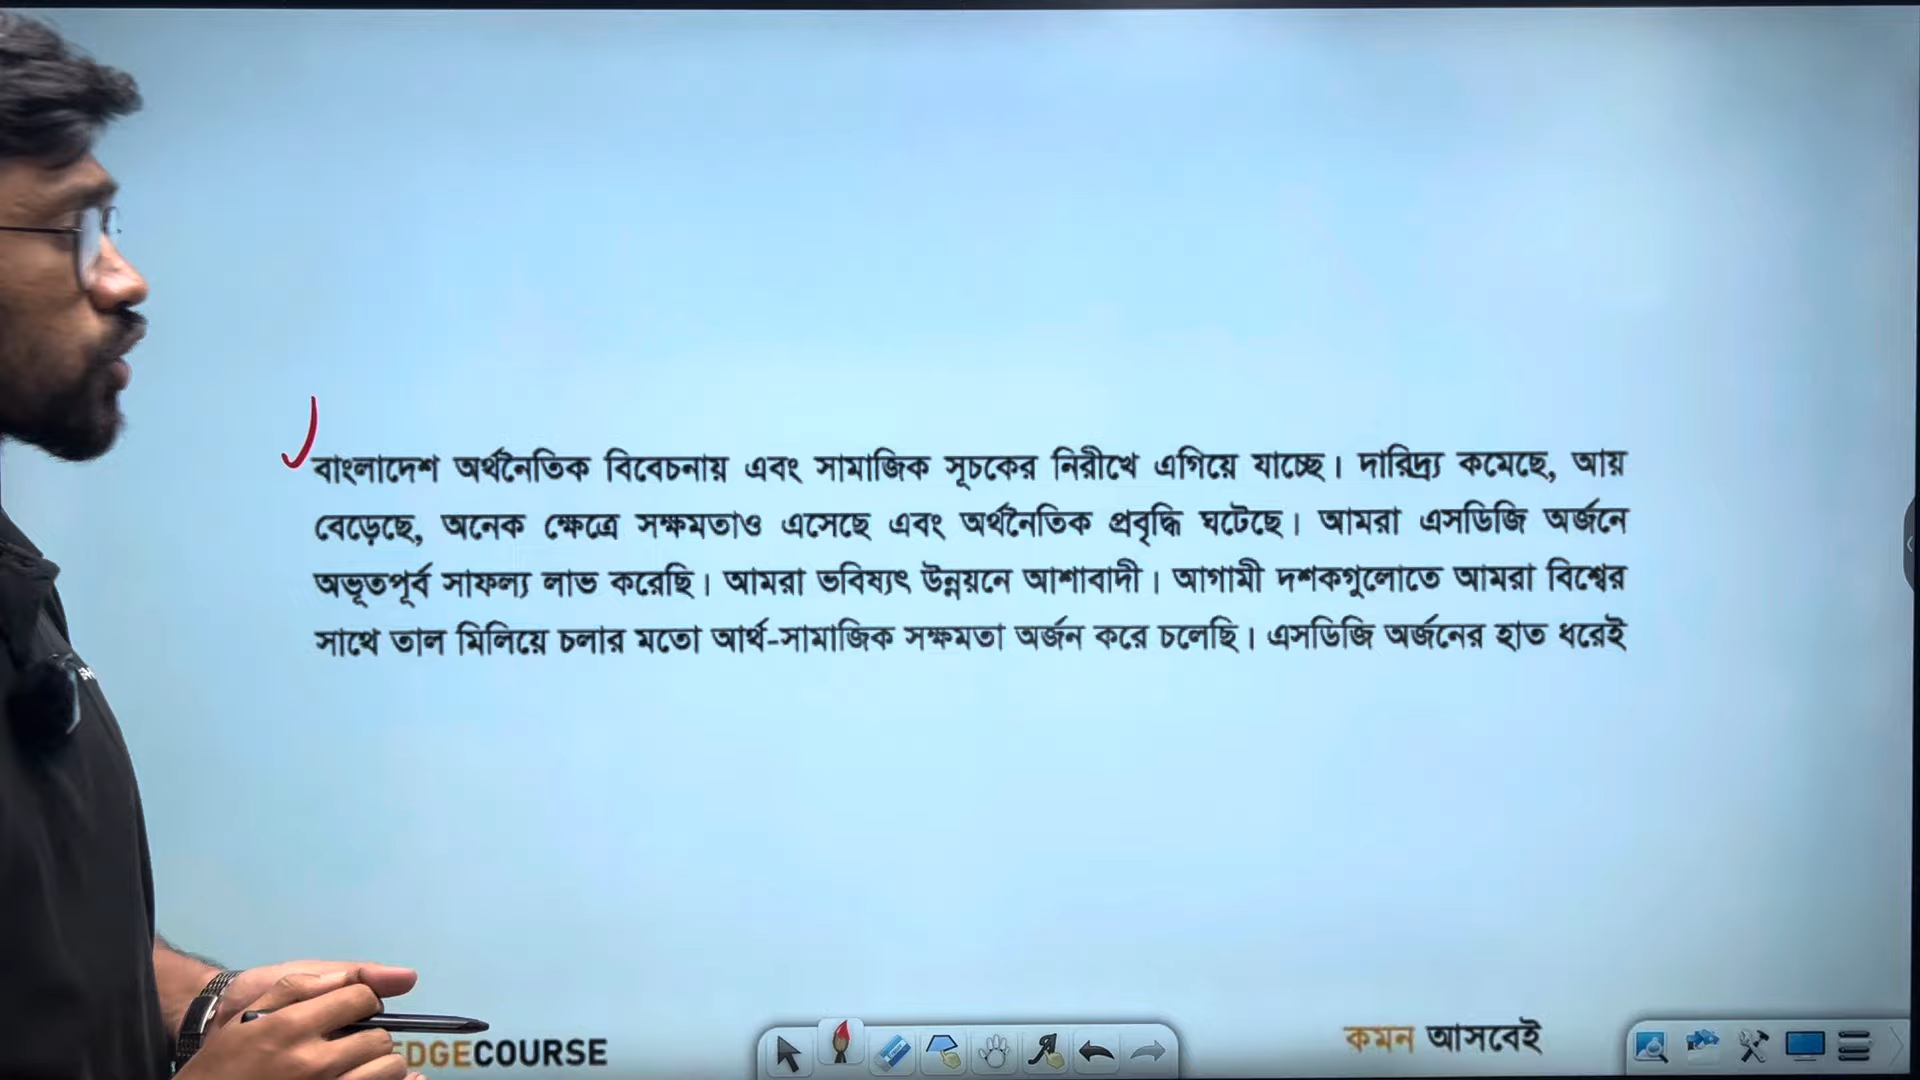 বাংলাদেশ অর্থনৈতিক বিবেচনায় এবং সামাজিক সূচকের নিরীখে এগিয়ে যাচ্ছে। দারিদ্র্য কমেছে, আয়
বেড়েছে, অনেক ক্ষেত্রে সক্ষমতাও এসেছে এবং অর্থনৈতিক প্রবৃদ্ধি ঘটেছে। আমরা এসডিজি অর্জনে
অভূতপূর্ব সাফল্য লাভ করেছি। আমরা ভবিষ্যৎ উন্নয়নে আশাবাদী। আগামী দশকগুলোতে আমরা বিশ্বের
সাথে তাল মিলিয়ে চলার মতো আর্থ-সামাজিক সক্ষমতা অর্জন করে চলেছি। এসডিজি অর্জনের হাত ধরেই
EDGECOURSE
কমন আসবেই